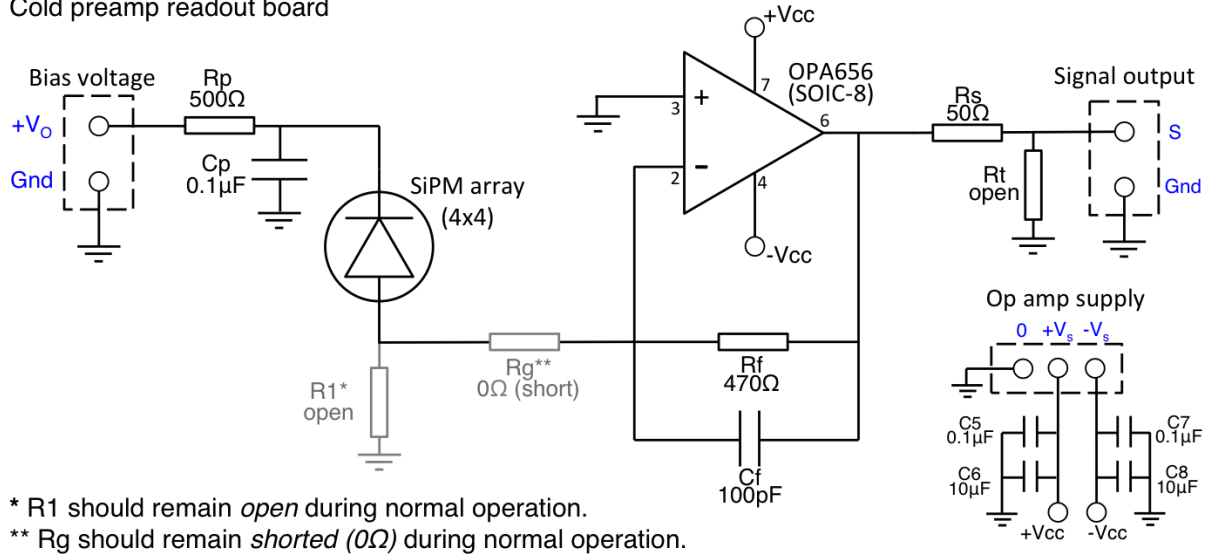 Cold preamp readout board
Bias voltage
+V_O
Gnd
Rp
500Ω
Cp
0.1µF
SiPM array
(4x4)
R1*
open
Rg**
0Ω (short)
+Vcc
7
3
+
OPA656
(SOIC-8)
6
-
2
4
-Vcc
Rf
470Ω
Cf
100pF
Rs
50Ω
Rt
open
Signal output
S
Gnd
Op amp supply
0 +V_s -V_s
C5
0.1µF
C6
10µF
C7
0.1µF
C8
10µF
+Vcc -Vcc
* R1 should remain open during normal operation.
** Rg should remain shorted (0Ω) during normal operation.